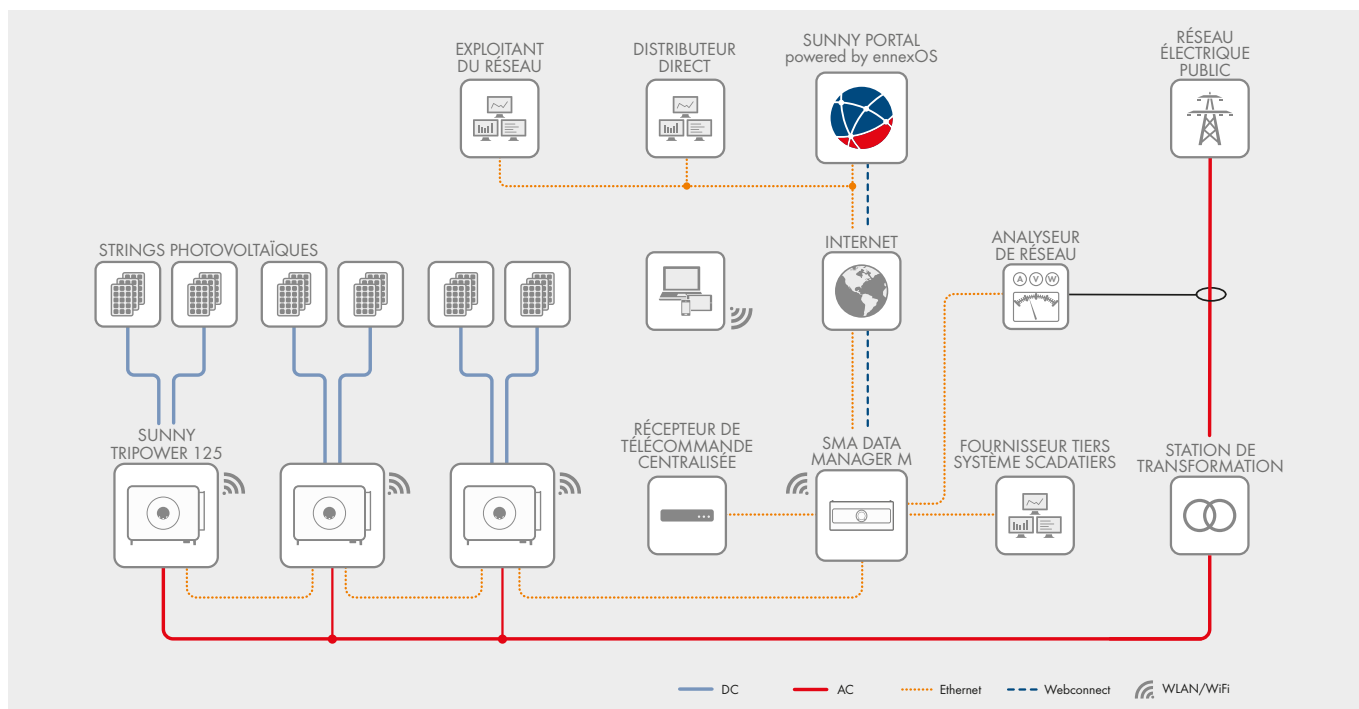 EXPLOITANT
DU RÉSEAU
DISTRIBUTEUR
DIRECT
SUNNY PORTAL
powered by ennexOS
RÉSEAU
ÉLECTRIQUE
PUBLIC
STRINGS PHOTOVOLTAÏQUES
INTERNET
ANALYSEUR
DE RÉSEAU
A V W
SUNNY
TRIPOWER 125
RÉCEPTEUR DE
TÉLÉCOMMANDE
CENTRALISÉE
SMA DATA
MANAGER M
FOURNISSEUR TIERS
SYSTÈME SCADATIERS
STATION DE
TRANSFORMATION
DC
AC
Ethernet
Webconnect
WLAN/WiFi